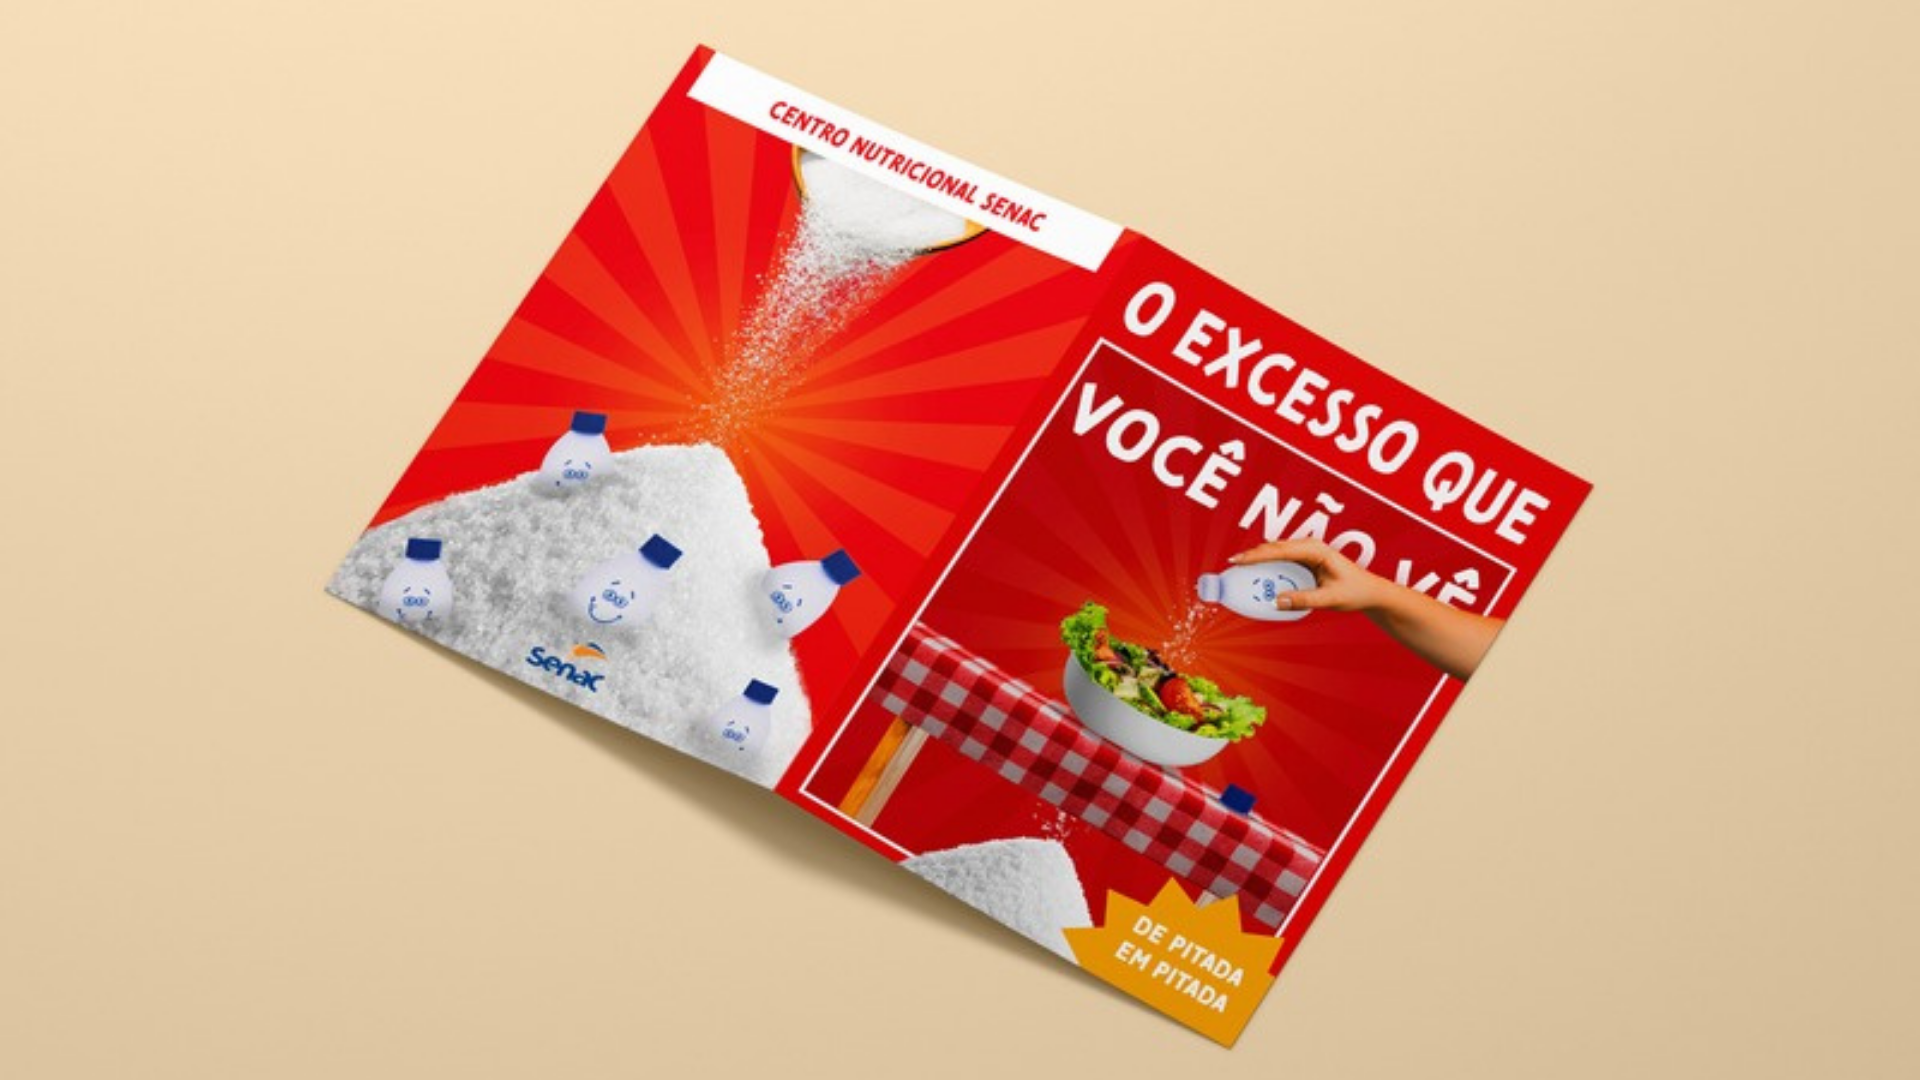 CENTRO NUTRICIONAL SENAC
senac
O EXCESSO QUE
VOCÊ NÃO VÊ
DE PITADA
EM PITADA